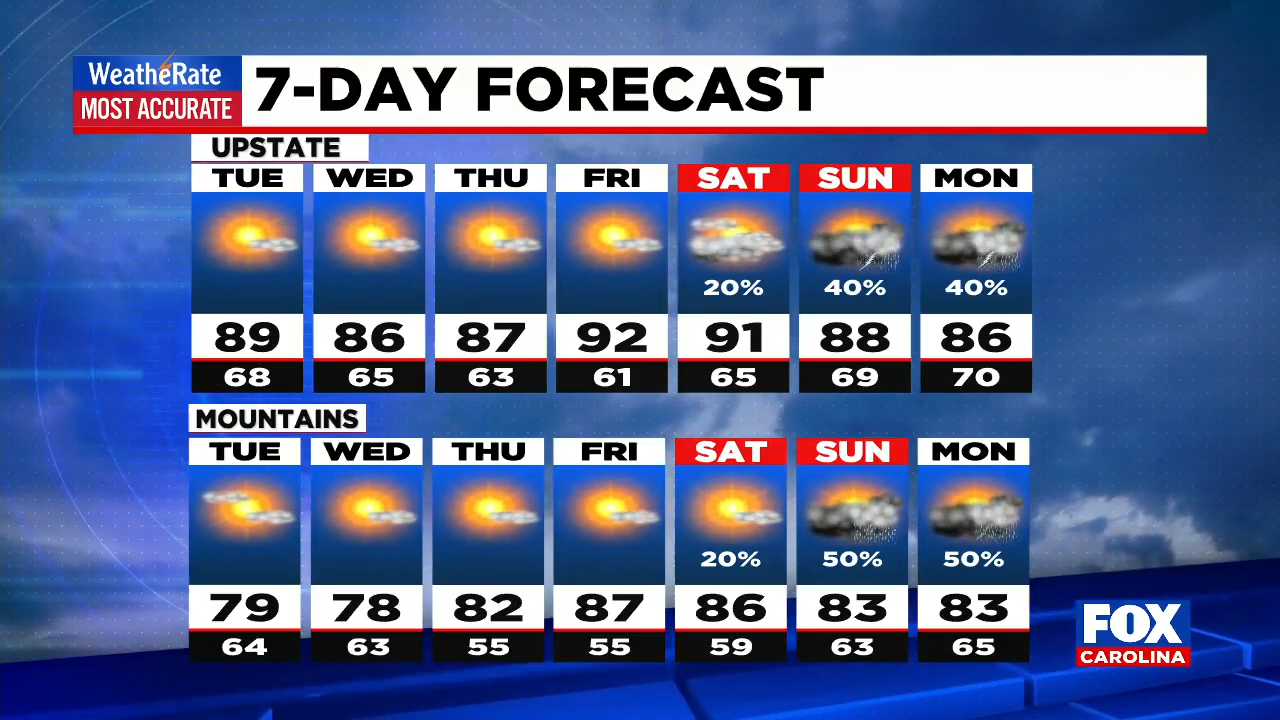 WeatheRate
MOST ACCURATE
7-DAY FORECAST
UPSTATE
TUE WED THU FRI SAT SUN MON
20% 40% 40%
89 86 87 92 91 88 86
68 65 63 61 65 69 70
MOUNTAINS
TUE WED THU FRI SAT SUN MON
20% 50% 50%
79 78 82 87 86 83 83
64 63 55 55 59 63 65
FOX
CAROLINA